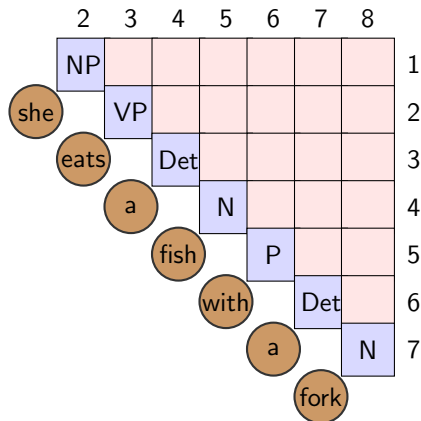 2 3 4 5 6 7 8
NP 1
she VP 2
eats Det 3
a N 4
fish P 5
with Det 6
a N 7
fork